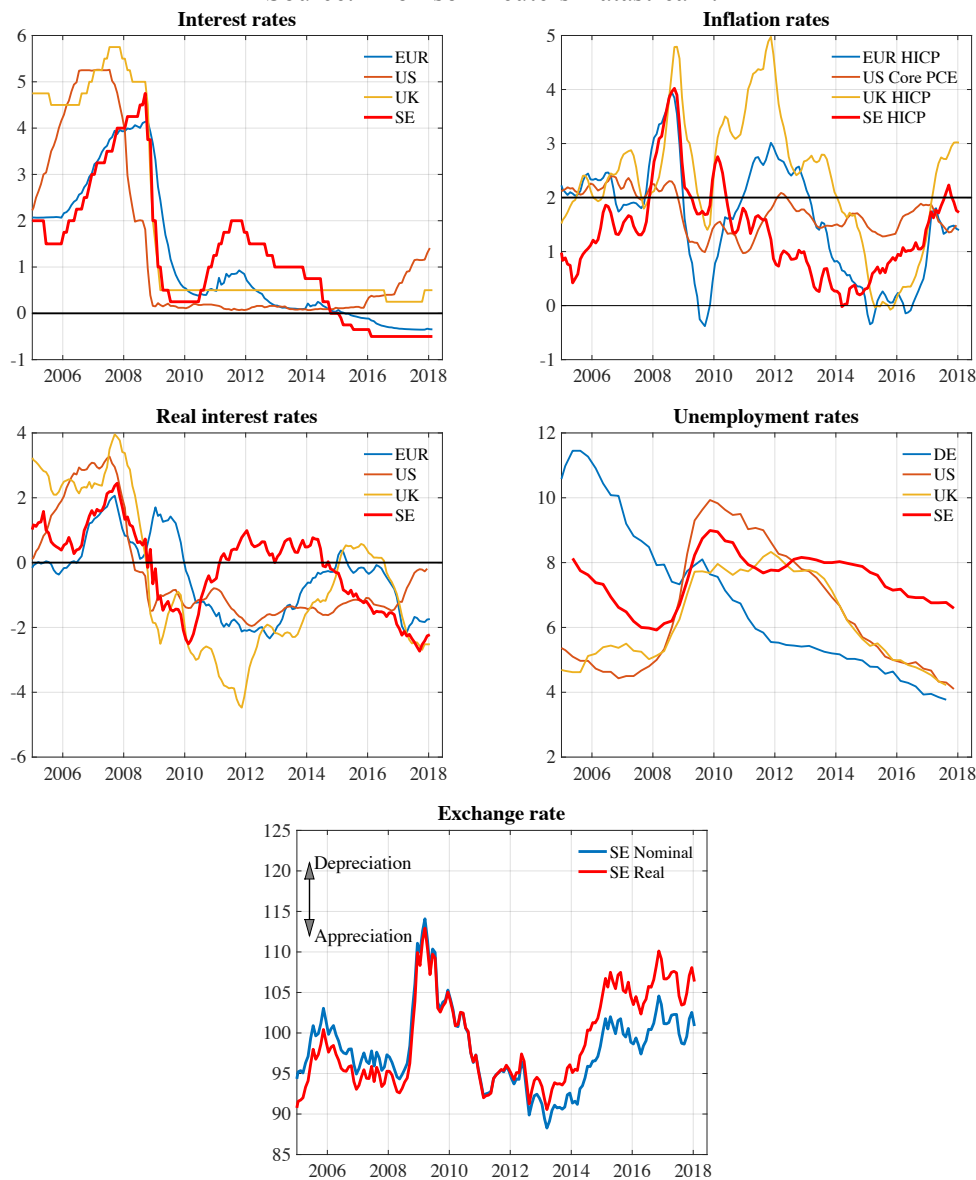 Interest rates
EUR
US
UK
SE
6
5
4
3
2
1
0
-1
2006 2008 2010 2012 2014 2016 2018
Inflation rates
EUR HICP
US Core PCE
UK HICP
SE HICP
5
4
3
2
1
0
-1
2006 2008 2010 2012 2014 2016 2018
Real interest rates
EUR
US
UK
SE
4
2
0
-2
-4
-6
2006 2008 2010 2012 2014 2016 2018
Unemployment rates
DE
US
UK
SE
12
10
8
6
4
2
2006 2008 2010 2012 2014 2016 2018
Exchange rate
SE Nominal
SE Real
Depreciation
Appreciation
125
120
115
110
105
100
95
90
85
2006 2008 2010 2012 2014 2016 2018